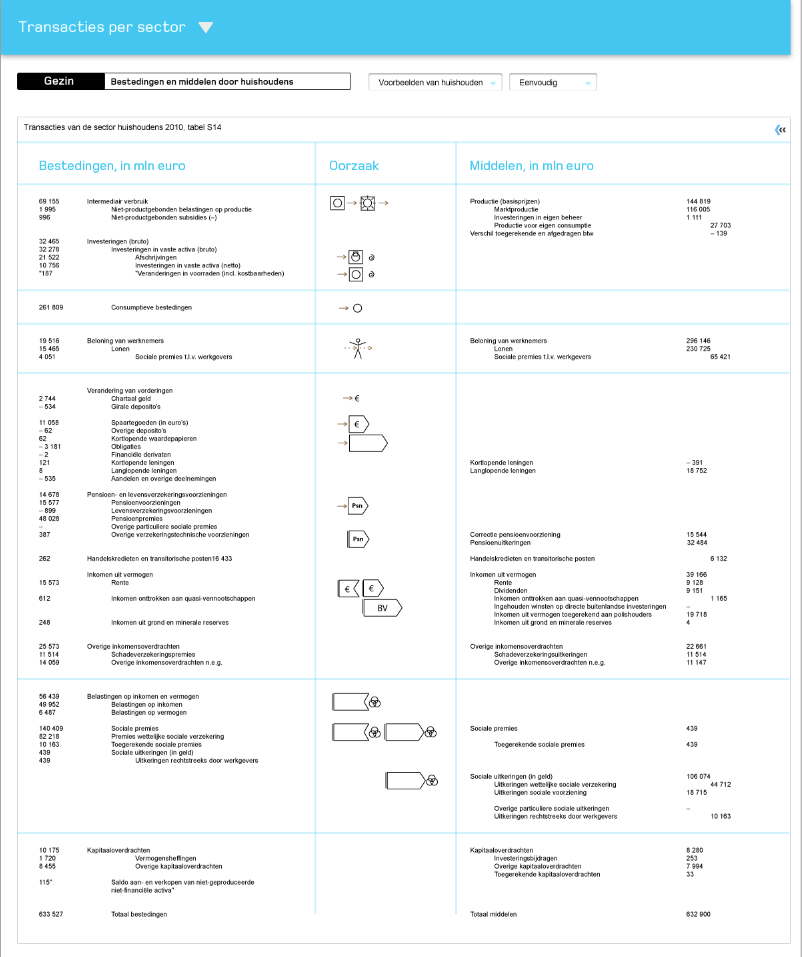 Transacties per sector
Gezin Bestedingen en middelen door huishoudens Voorbeelden van huishouden Eenvoudig
Transacties van de sector huishoudens 2010, tabel S14
Bestedingen, in mln euro Oorzaak Middelen, in mln euro
69 155 Intermediair verbruik Productie (basisprijzen) 144 819
1 995 Niet-productgebonden belastingen op productie Marktproductie 116 005
996 Niet-productgebonden subsidies (–) Investeringen in eigen beheer 1 111
Productie voor eigen consumptie 27 703
Verschil toegerekende en afgedragen btw – 139
32 465 Investeringen (bruto)
32 278 Investeringen in vaste activa (bruto)
21 522 Afschrijvingen
10 756 Investeringen in vaste activa (netto)
"187 "Veranderingen in voorraden (incl. kostbaarheden)
261 809 Consumptieve bestedingen
19 516 Beloning van werknemers Beloning van werknemers 296 146
15 465 Lonen Lonen 230 725
4 051 Sociale premies t.l.v. werkgevers Sociale premies t.l.v. werkgevers 65 421
Verandering van vorderingen
2 744 Chartaal geld €
– 534 Girale deposito's
11 058 Spaartegoeden (in euro's) €
– 62 Overige deposito's
62 Kortlopende waardepapieren
– 3 181 Obligaties
– 2 Financiële derivaten
121 Kortlopende leningen Kortlopende leningen – 391
8 Langlopende leningen Langlopende leningen 18 752
– 535 Aandelen en overige deelnemingen
14 678 Pensioen- en levensverzekeringsvoorzieningen
15 577 Pensioenvoorzieningen Psn
– 899 Levensverzekeringsvoorzieningen
48 028 Pensioenpremies
– Overige particuliere sociale premies
387 Overige verzekeringstechnische voorzieningen Psn Correctie pensioenvoorziening 15 544
Pensioenuitkeringen 32 484
262 Handelskredieten en transitorische posten16 433 Handelskredieten en transitorische posten 6 132
Inkomen uit vermogen Inkomen uit vermogen 39 166
15 573 Rente € € Rente 9 128
Dividenden 9 151
612 Inkomen onttrokken aan quasi-vennootschappen Inkomen onttrokken aan quasi-vennootschappen 1 165
BV Ingehouden winsten op directe buitenlandse investeringen –
Inkomen uit vermogen toegerekend aan polishouders 19 718
248 Inkomen uit grond en minerale reserves Inkomen uit grond en minerale reserves 4
25 573 Overige inkomensoverdrachten Overige inkomensoverdrachten 22 661
11 514 Schadeverzekeringspremies Schadeverzekeringsuitkeringen 11 514
14 059 Overige inkomensoverdrachten n.e.g. Overige inkomensoverdrachten n.e.g. 11 147
56 439 Belastingen op inkomen en vermogen
49 952 Belastingen op inkomen
6 487 Belastingen op vermogen
140 409 Sociale premies Sociale premies 439
82 216 Premies wettelijke sociale verzekering
10 163 Toegerekende sociale premies Toegerekende sociale premies 439
439 Sociale uitkeringen (in geld)
439 Uitkeringen rechtstreeks door werkgevers
Sociale uitkeringen (in geld) 106 074
Uitkeringen wettelijke sociale verzekering 44 712
Uitkeringen sociale voorziening 18 715
Overige particuliere sociale uitkeringen –
Uitkeringen rechtstreeks door werkgevers 10 163
10 175 Kapitaaloverdrachten Kapitaaloverdrachten 8 280
1 720 Vermogensheffingen Investeringsbijdragen 253
8 455 Overige kapitaaloverdrachten Overige kapitaaloverdrachten 7 994
Toegerekende kapitaaloverdrachten 33
115" Saldo aan- en verkopen van niet-geproduceerde
niet-financiële activa"
633 527 Totaal bestedingen Totaal middelen 632 900